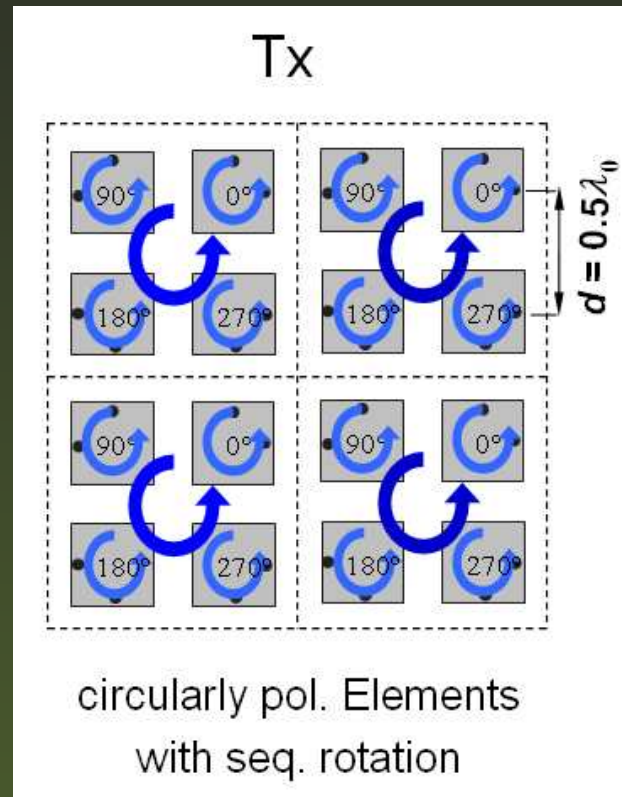 Tx
90° 0° 90° 0°
180° 270° 180° 270°
d = 0.5λ₀
90° 0° 90° 0°
180° 270° 180° 270°
circularly pol. Elements
with seq. rotation